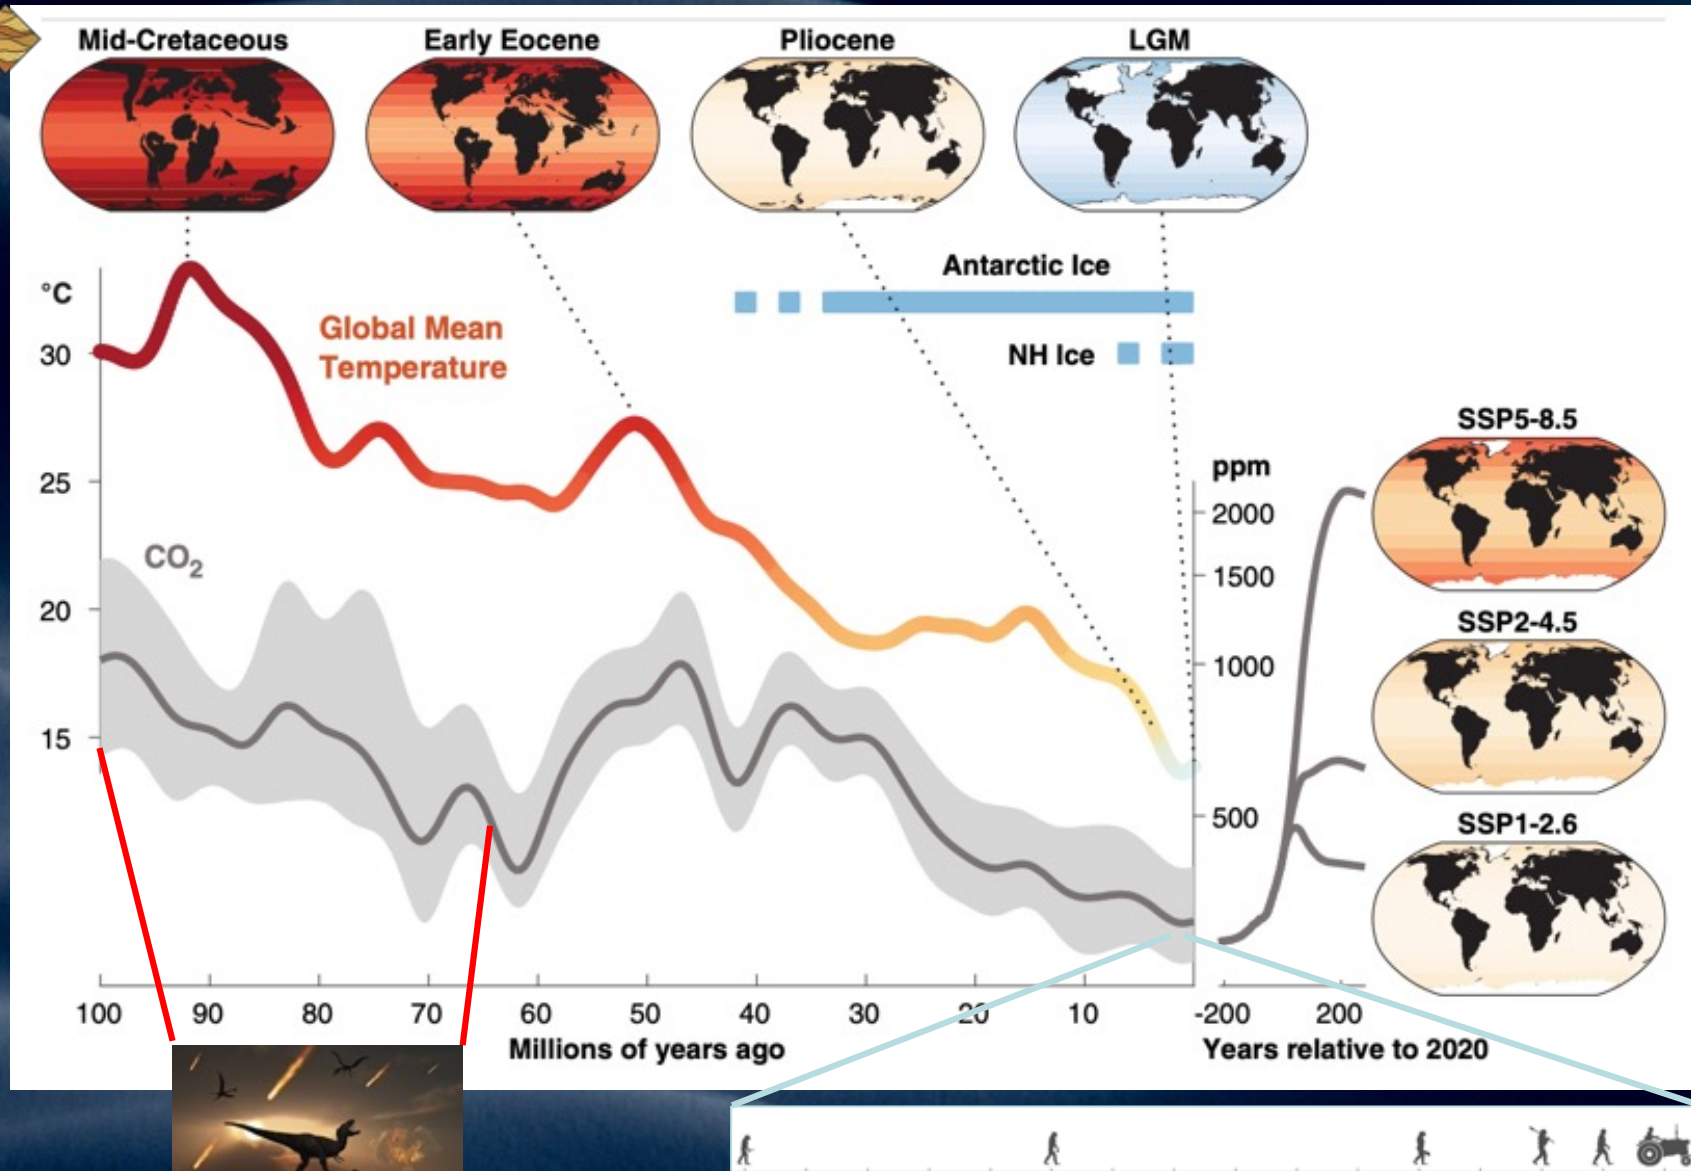 Mid-Cretaceous
Early Eocene
Pliocene
LGM
°C
Antarctic Ice
NH Ice
Global Mean
Temperature
30
25
20
15
CO₂
ppm
2000
1500
1000
500
SSP5-8.5
SSP2-4.5
SSP1-2.6
100 90 80 70 60 50 40 30 20 10
-200 200
Millions of years ago
Years relative to 2020